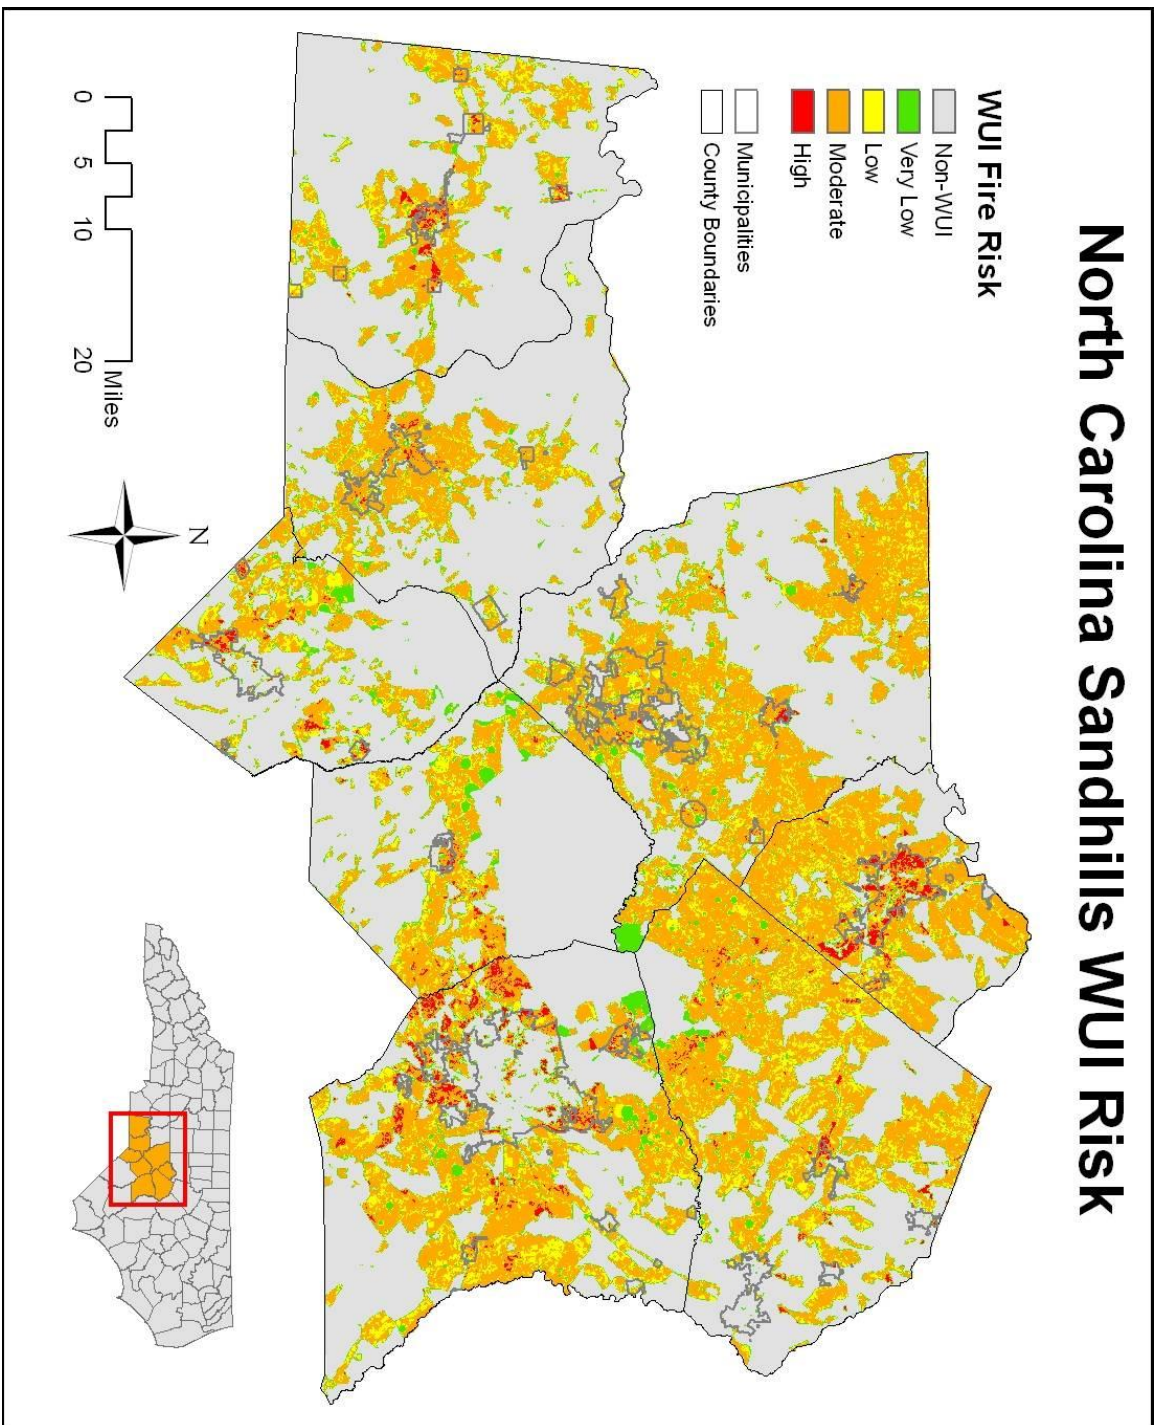 North Carolina Sandhills WUI Risk
WUI Fire Risk
Non-WUI
Very Low
Low
Moderate
High
Municipalities
County Boundaries
0 5 10 20
Miles
N